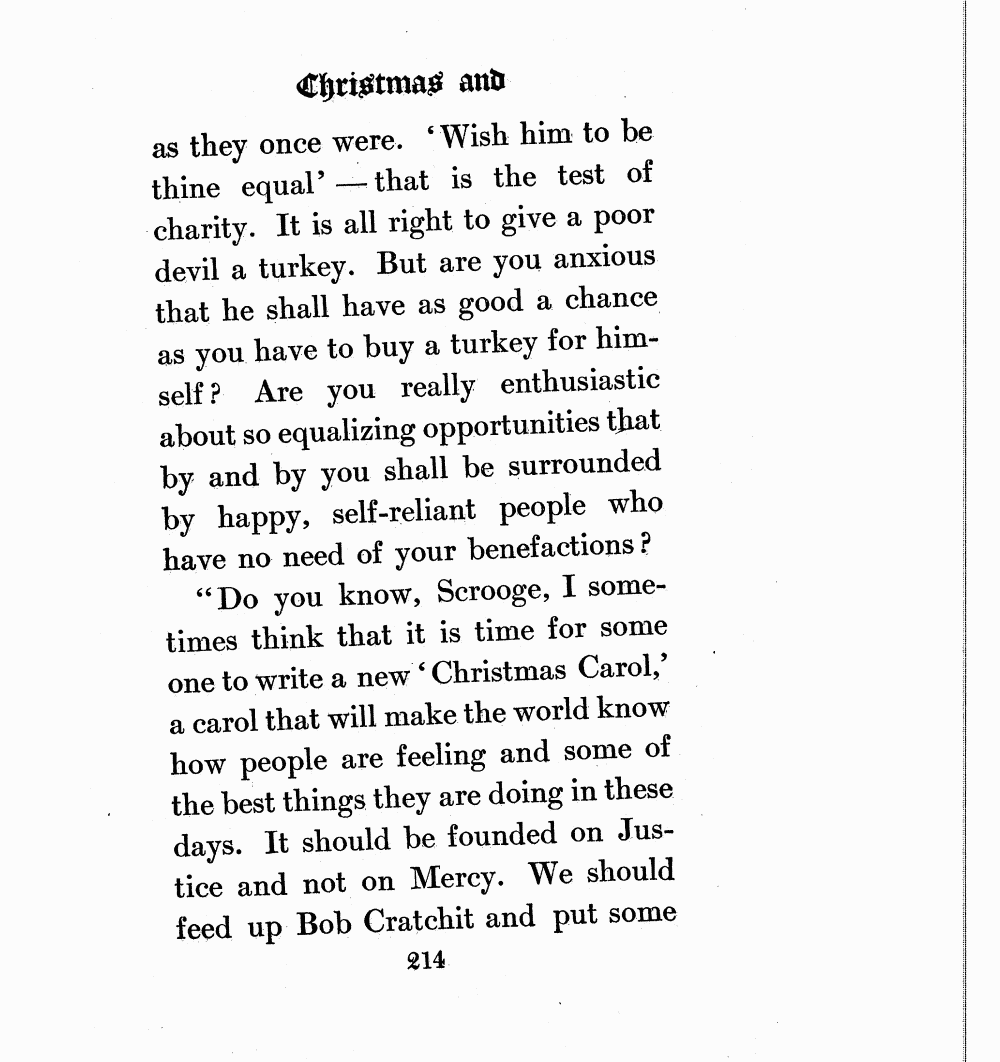 Christmas and
as they once were. ‘Wish him to be
thine equal’ — that is the test of
charity. It is all right to give a poor
devil a turkey. But are you anxious
that he shall have as good a chance
as you have to buy a turkey for him-
self? Are you really enthusiastic
about so equalizing opportunities that
by and by you shall be surrounded
by happy, self-reliant people who
have no need of your benefactions?
“Do you know, Scrooge, I some-
times think that it is time for some
one to write a new ‘Christmas Carol,’
a carol that will make the world know
how people are feeling and some of
the best things they are doing in these
days. It should be founded on Jus-
tice and not on Mercy. We should
feed up Bob Cratchit and put some
214